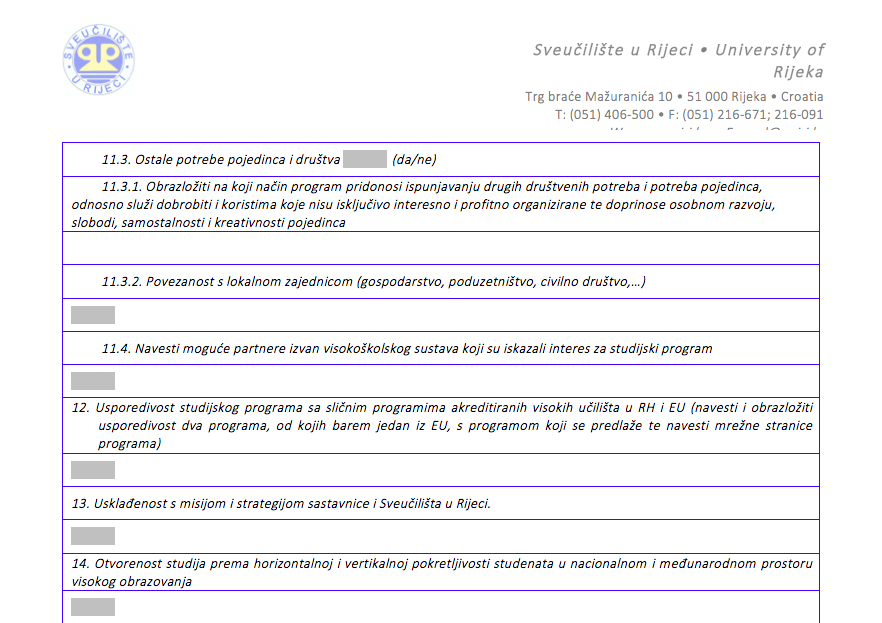 SVEUČILIŠTE U RIJECI
Sveučilište u Rijeci • University of
Rijeka
Trg braće Mažuranića 10 • 51 000 Rijeka • Croatia
T: (051) 406-500 • F: (051) 216-671; 216-091
11.3. Ostale potrebe pojedinca i društva (da/ne)
11.3.1. Obrazložiti na koji način program pridonosi ispunjavanju drugih društvenih potreba i potreba pojedinca,
odnosno služi dobrobiti i koristima koje nisu isključivo interesno i profitno organizirane te doprinose osobnom razvoju,
slobodi, samostalnosti i kreativnosti pojedinca
11.3.2. Povezanost s lokalnom zajednicom (gospodarstvo, poduzetništvo, civilno društvo,…)
11.4. Navesti moguće partnere izvan visokoškolskog sustava koji su iskazali interes za studijski program
12. Usporedivost studijskog programa sa sličnim programima akreditiranih visokih učilišta u RH i EU (navesti i obrazložiti
usporedivost dva programa, od kojih barem jedan iz EU, s programom koji se predlaže te navesti mrežne stranice
programa)
13. Usklađenost s misijom i strategijom sastavnice i Sveučilišta u Rijeci.
14. Otvorenost studija prema horizontalnoj i vertikalnoj pokretljivosti studenata u nacionalnom i međunarodnom prostoru
visokog obrazovanja